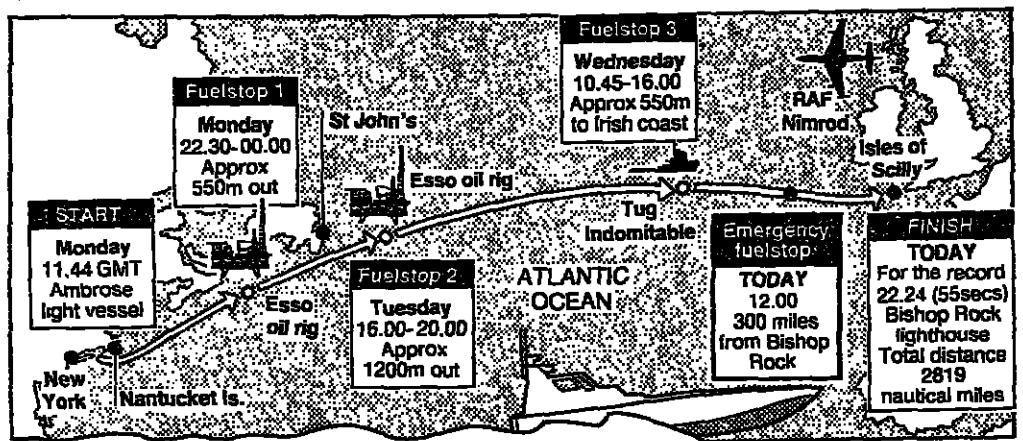 START
Monday
11.44 GMT
Ambrose
light vessel
New
York
Nantucket Is.
Fuelstop 1
Monday
22.30-00.00
Approx
550m out
Esso
oil rig
St John's
Esso oil rig
Fuelstop 2
Tuesday
16.00-20.00
Approx
1200m out
ATLANTIC
OCEAN
Fuelstop 3
Wednesday
10.45-16.00
Approx 550m
to Irish coast
Tug
Indomitable
RAF
Nimrod
Isles of
Scilly
Emergency
fuelstop
TODAY
12.00
300 miles
from Bishop
Rock
FINISH
TODAY
For the record
22.24 (55secs)
Bishop Rock
lighthouse
Total distance
2819
nautical miles